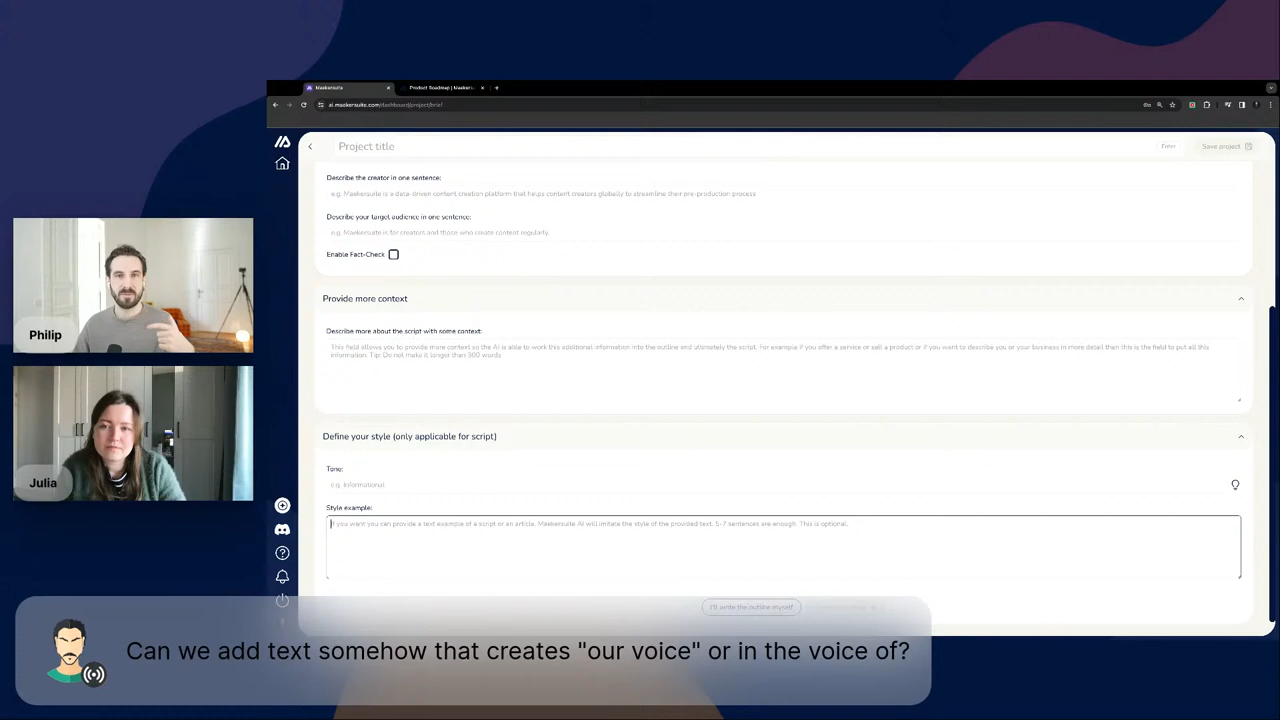 Maekersuite
Product Roadmap | Maekersu
ai.maekersuite.com/dashboard/project/brief
Project title
Enter
Save project
Describe the creator in one sentence:
e.g. Maekersuite is a data-driven content creation platform that helps content creators globally to streamline their pre-production process
Describe your target audience in one sentence:
e.g. Maekersuite is for creators and those who create content regularly.
Enable Fact-Check
Provide more context
Describe more about the script with some context:
This field allows you to provide more context so the AI is able to work this additional information into the outline and ultimately the script. For example if you offer a service or sell a product or if you want to describe you or your business in more detail then this is the field to put all this
information. Tip: Do not make it longer than 300 words
Philip
Define your style (only applicable for script)
Tone:
e.g. Informational
Julia
Style example:
If you want you can provide a text example of a script or an article. Maekersuite AI will imitate the style of the provided text. 5-7 sentences are enough. This is optional.
I'll write the outline myself
Can we add text somehow that creates "our voice" or in the voice of?